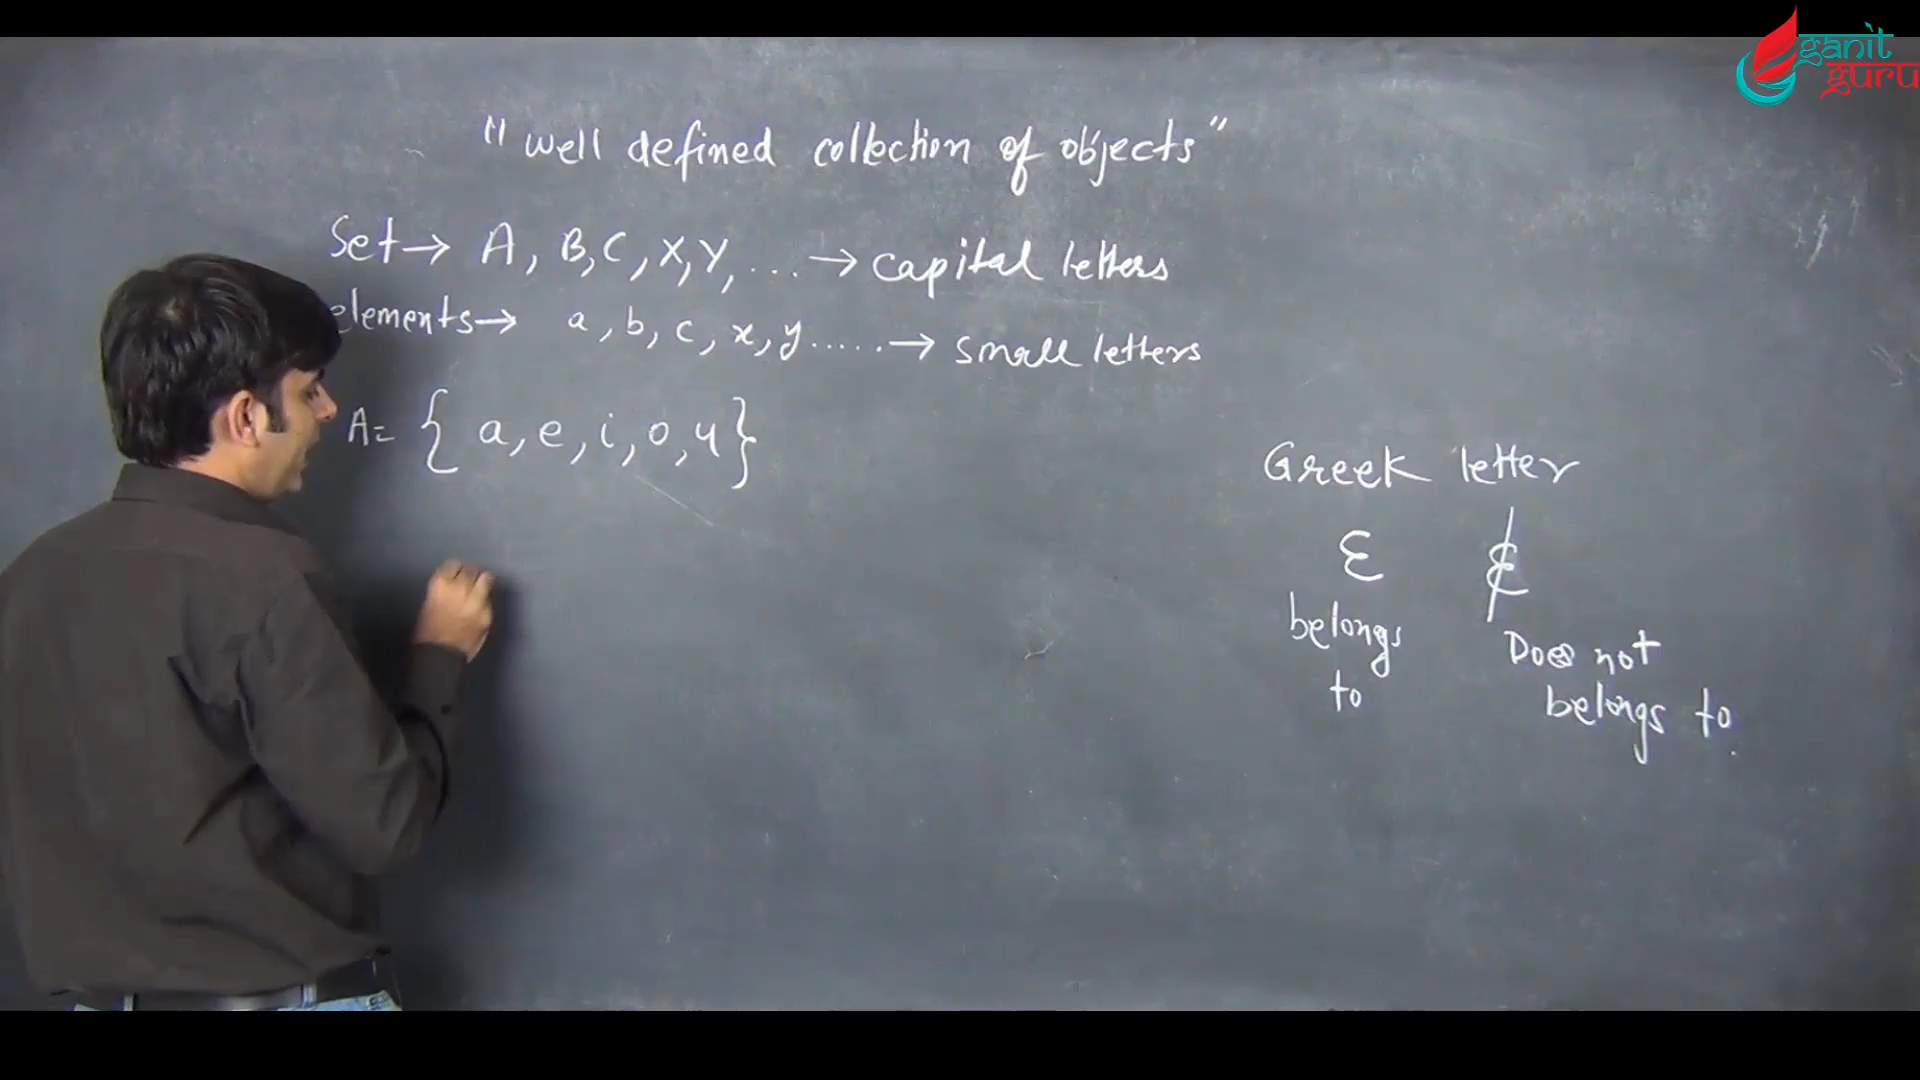 ganit
guru
"well defined collection of objects"
Set→ A, B, C, X, Y, ... → capital letters
elements→ a, b, c, x, y ..... → small letters
A= { a, e, i, o, u}
Greek letter
Ɛ
belongs
to
Ɛ̸
Does not
belongs to.